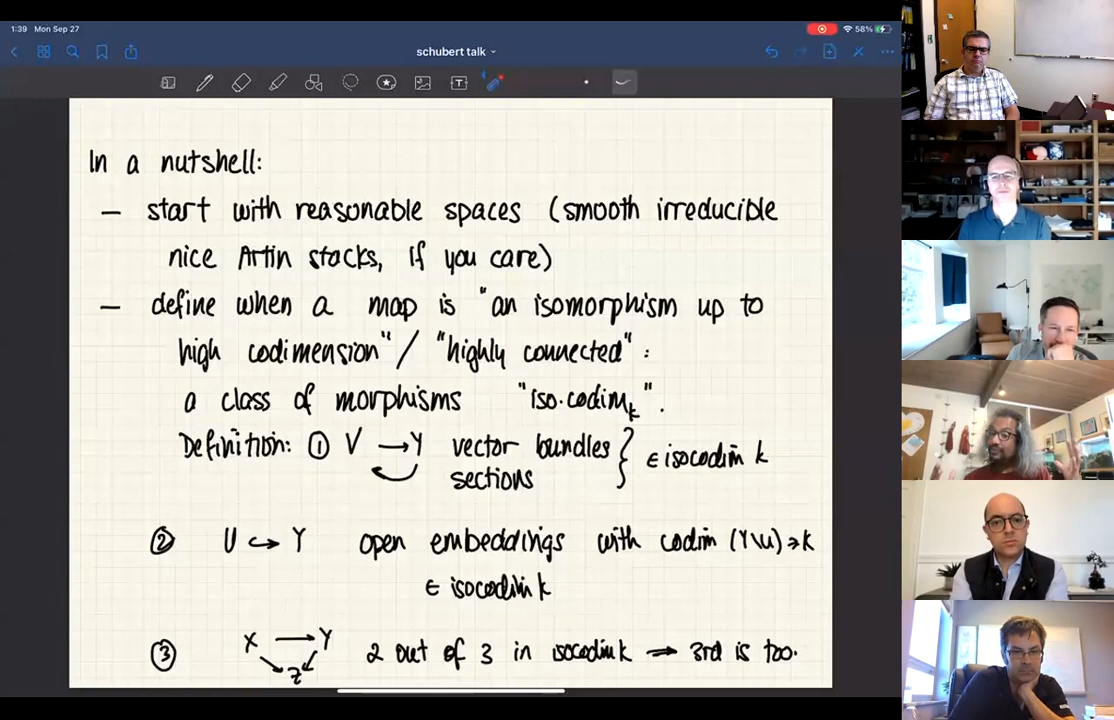 1:39 Mon Sep 27
58%
schubert talk
In a nutshell:
– start with reasonable spaces (smooth irreducible
nice Artin stacks, if you care)
– define when a map is "an isomorphism up to
high codimension" / "highly connected" :
a class of morphisms "iso.codim_k".
Definition: ① V → Y vector bundles } ∈ isocodim k
sections
② U ↪ Y open embeddings with codim (Y\U) > k
∈ isocodim k
③ X → Y 2 out of 3 in isocodim k → 3rd is too.
Z